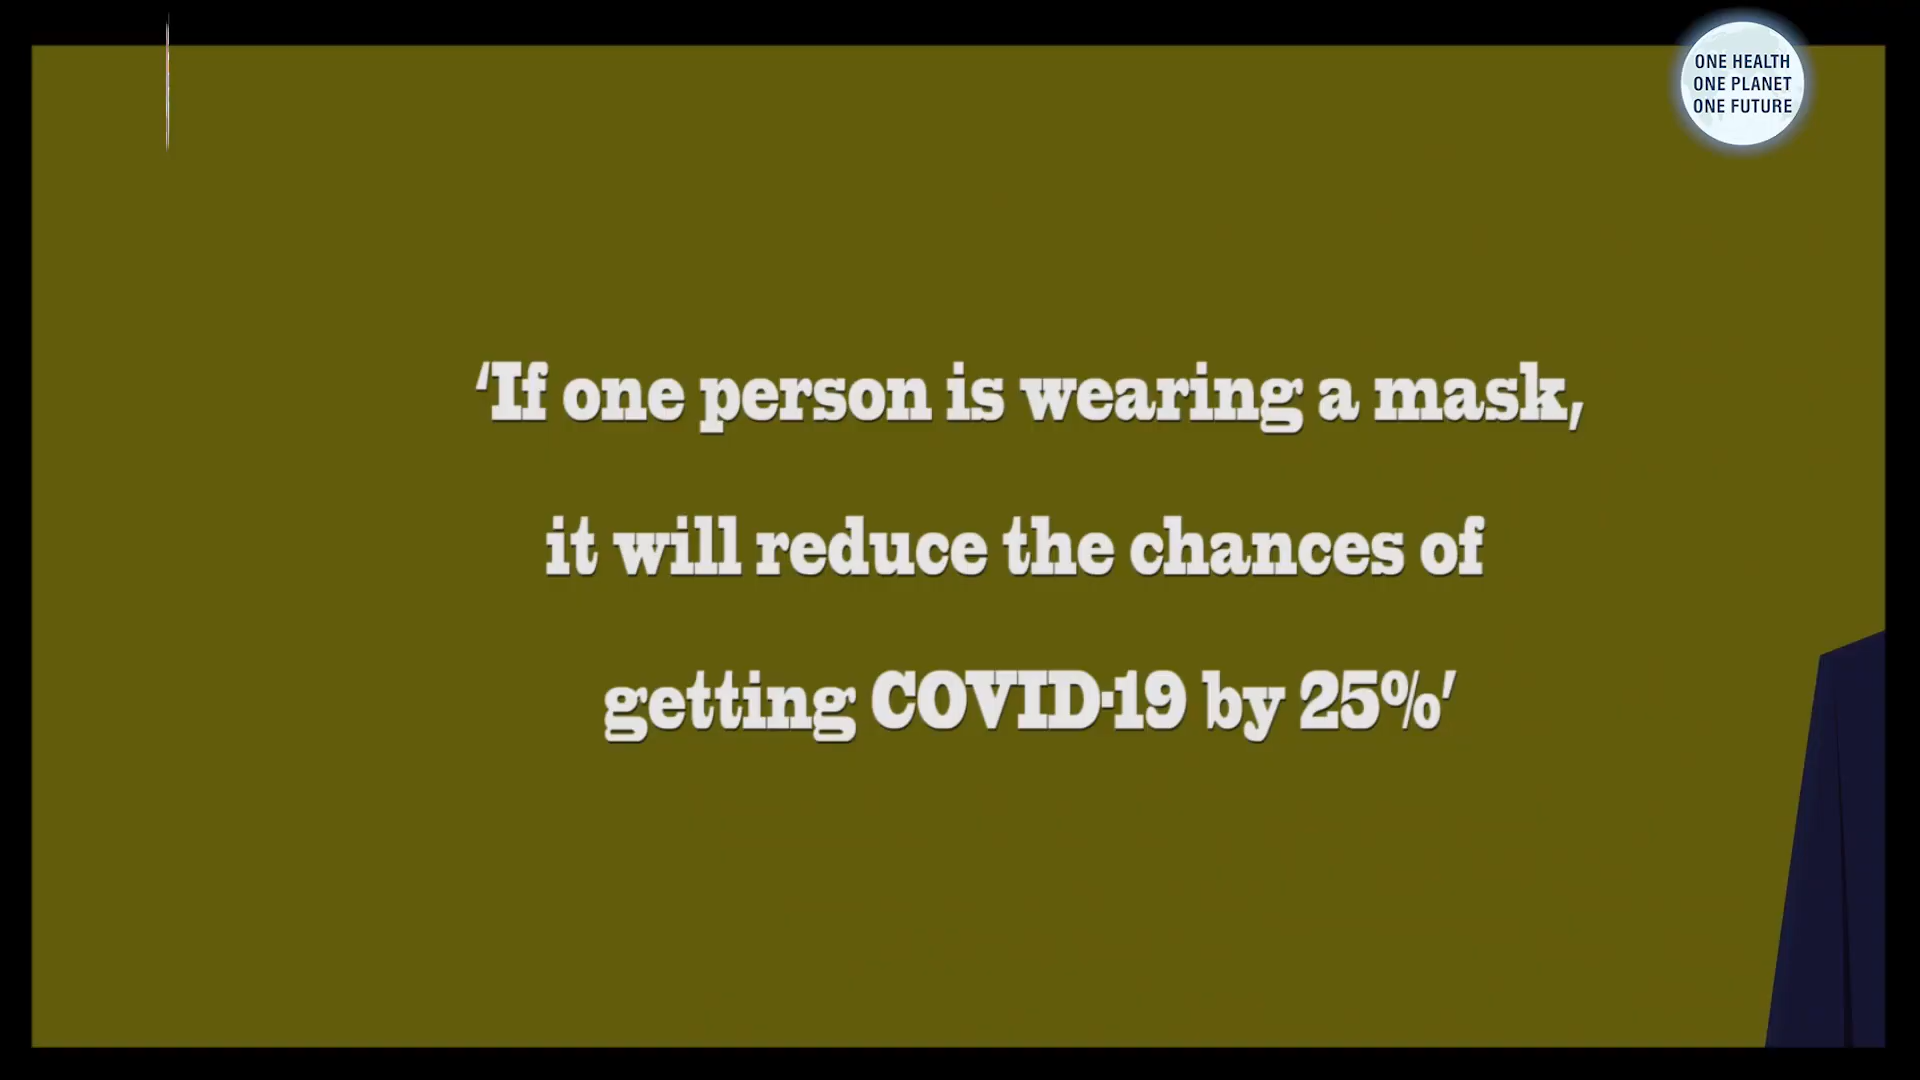 ONE HEALTH
ONE PLANET
ONE FUTURE
‘If one person is wearing a mask,
it will reduce the chances of
getting COVID-19 by 25%’